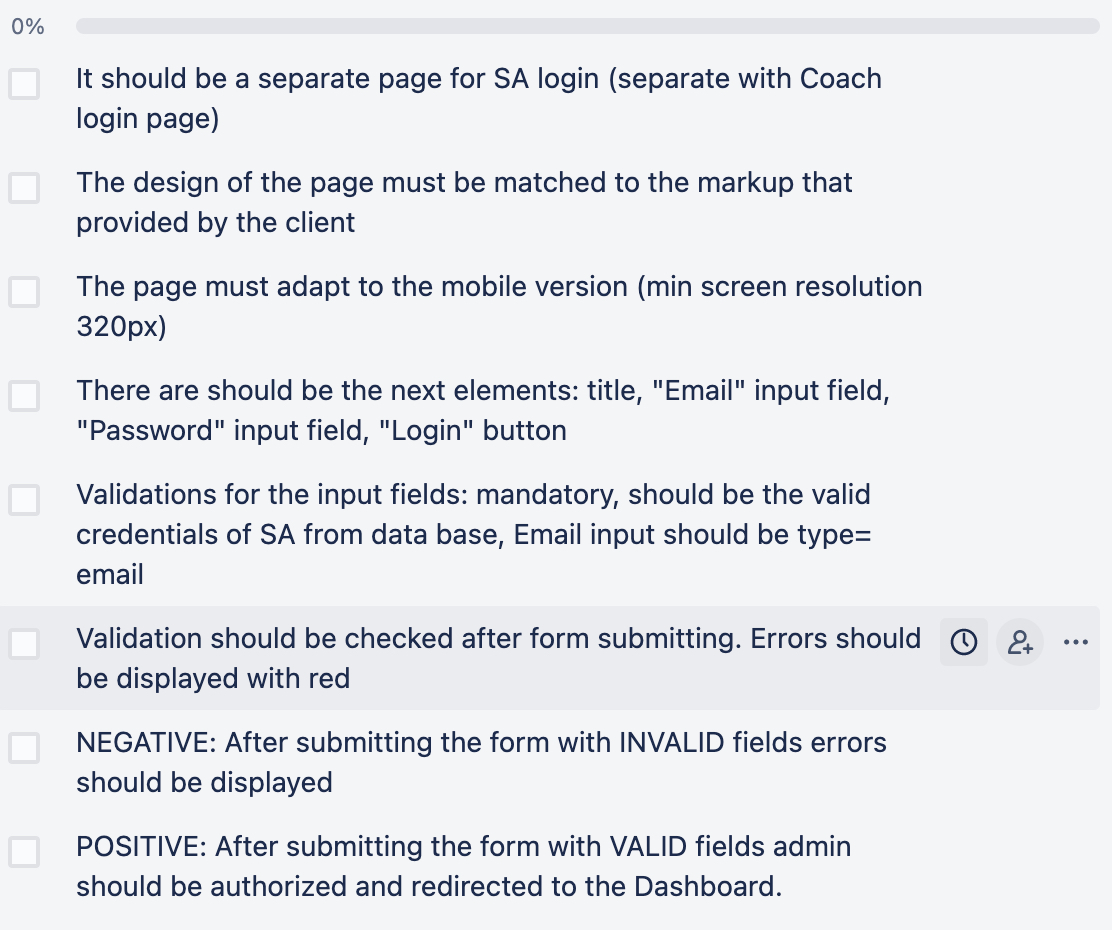 0%
It should be a separate page for SA login (separate with Coach
login page)
The design of the page must be matched to the markup that
provided by the client
The page must adapt to the mobile version (min screen resolution
320px)
There are should be the next elements: title, "Email" input field,
"Password" input field, "Login" button
Validations for the input fields: mandatory, should be the valid
credentials of SA from data base, Email input should be type=
email
Validation should be checked after form submitting. Errors should
be displayed with red
NEGATIVE: After submitting the form with INVALID fields errors
should be displayed
POSITIVE: After submitting the form with VALID fields admin
should be authorized and redirected to the Dashboard.